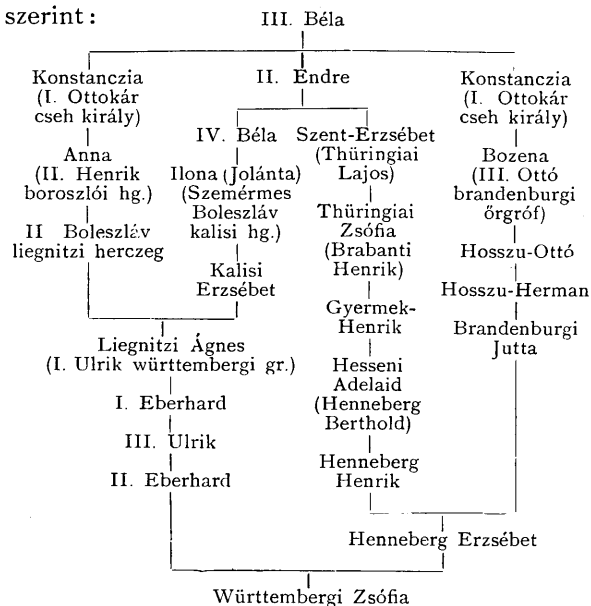 szerint :
III. Béla
Konstanczia
(I. Ottokár
cseh király)
Anna
(II. Henrik
boroszlói hg.)
II Boleszláv
liegnitzi herczeg
II. Endre
IV. Béla
Ilona (Jolánta)
(Szemérmes
Boleszláv
kalisi hg.)
Kalisi
Erzsébet
Szent-Erzsébet
(Thüringiai
Lajos)
Thüringiai
Zsófia
(Brabanti
Henrik)
Gyermek-
Henrik
Hesseni
Adelaid
(Henneberg
Berthold)
Henneberg
Henrik
Konstanczia
(I. Ottokár
cseh király)
Bozena
(III. Ottó
brandenburgi
őrgróf)
Hosszu-Ottó
Hosszu-Herman
Brandenburgi
Jutta
Liegnitzi Ágnes
(I. Ulrik württembergi gr.)
I. Eberhard
III. Ulrik
II. Eberhard
Henneberg Erzsébet
Württembergi Zsófia